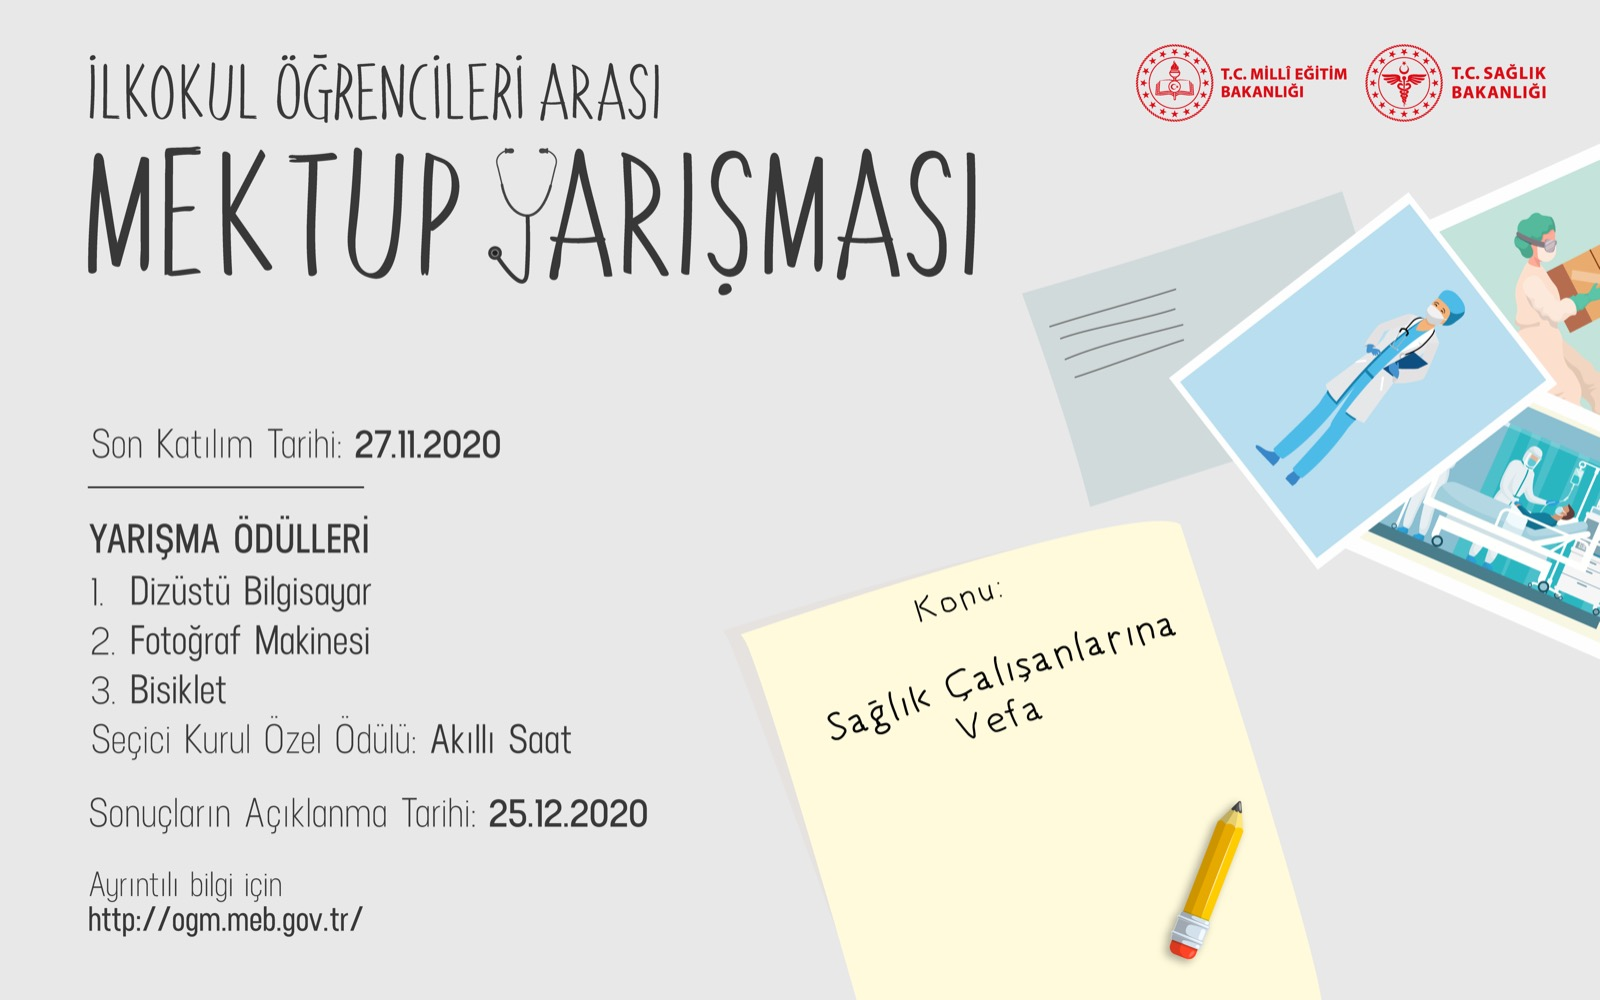 İLKOKUL ÖĞRENCİLERİ ARASI
MEKTUP YARIŞMASI
T.C. MİLLÎ EĞİTİM
BAKANLIĞI
T.C. SAĞLIK
BAKANLIĞI
Son Katılım Tarihi: 27.11.2020
YARIŞMA ÖDÜLLERİ
1. Dizüstü Bilgisayar
2. Fotoğraf Makinesi
3. Bisiklet
Seçici Kurul Özel Ödülü: Akıllı Saat
Sonuçların Açıklanma Tarihi: 25.12.2020
Ayrıntılı bilgi için
http://ogm.meb.gov.tr/
Konu:
Sağlık Çalışanlarına
Vefa